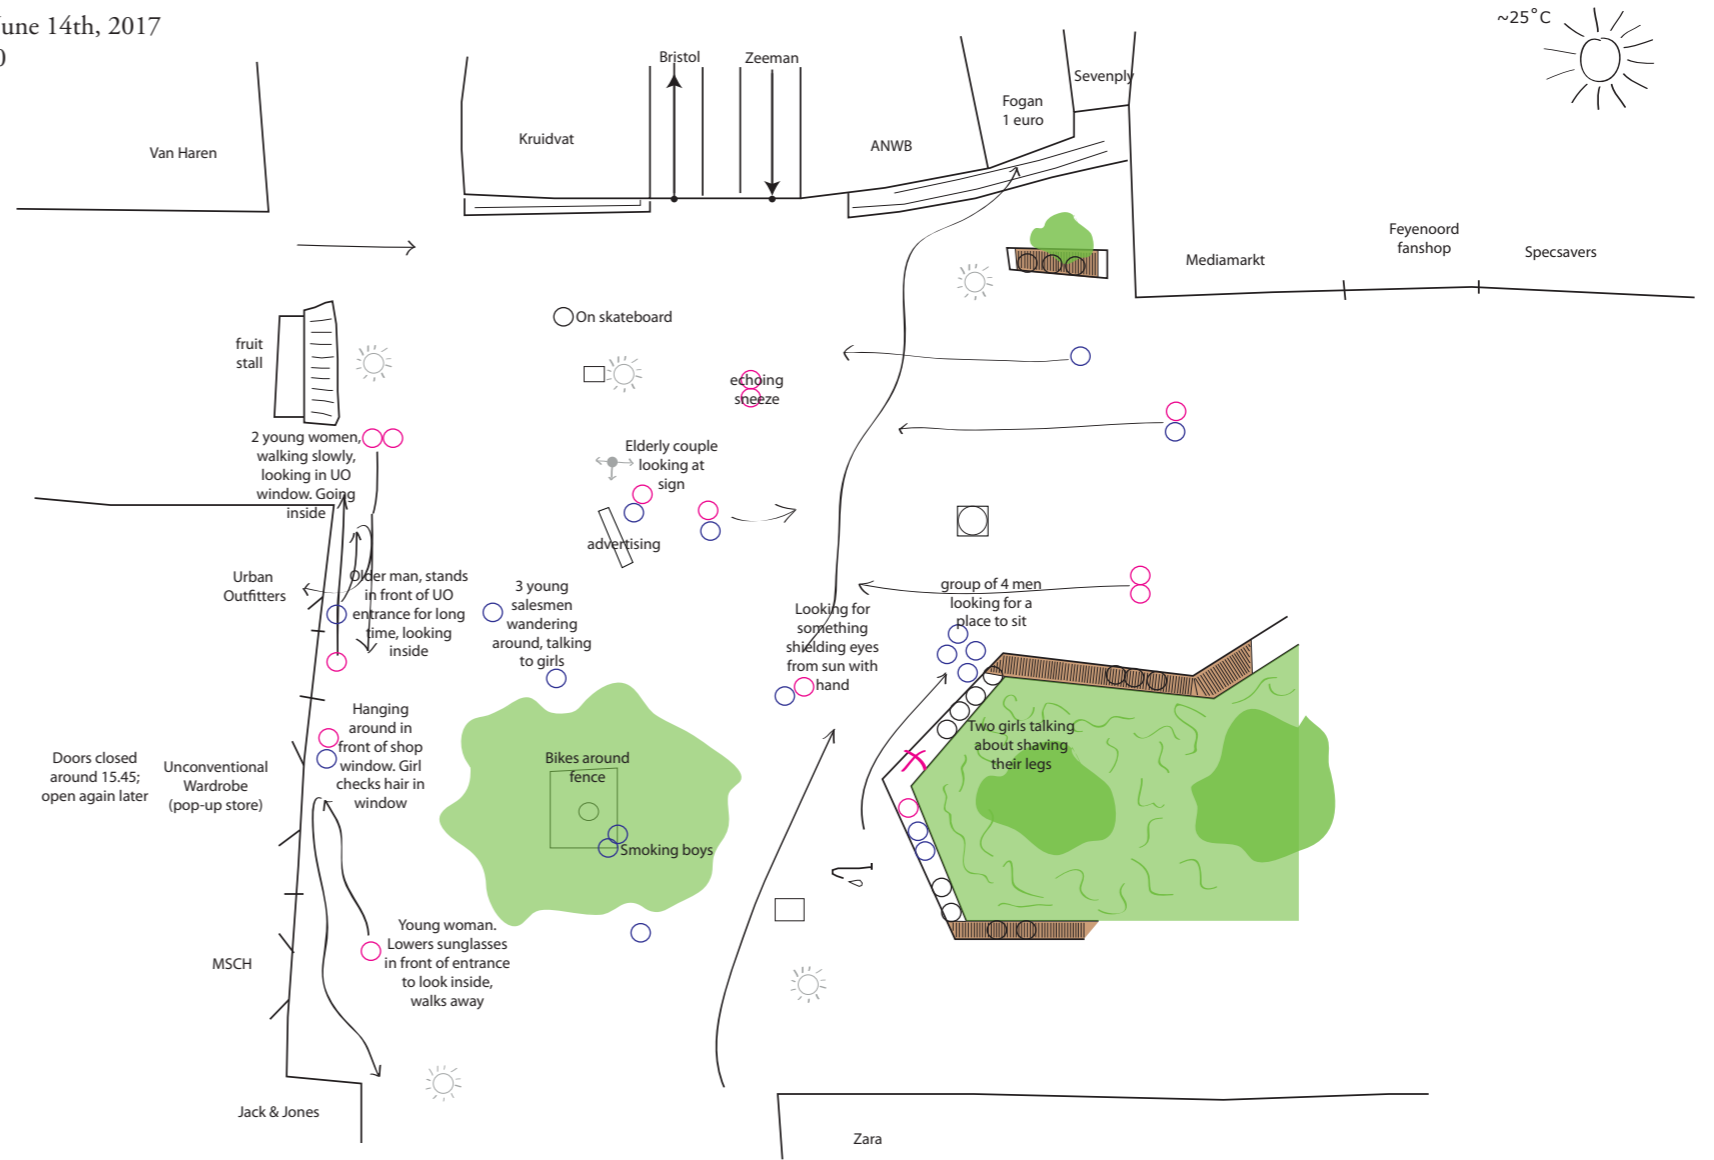 une 14th, 2017
0
~25°C
Bristol
Zeeman
Sevenply
Fogan
1 euro
Van Haren
Kruidvat
ANWB
Feyenoord
fanshop
Mediamarkt
Specsavers
On skateboard
fruit
stall
echoing
sneeze
2 young women,
walking slowly,
looking in UO
window. Going
inside
Elderly couple
looking at
sign
advertising
Urban
Outfitters
Older man, stands
in front of UO
entrance for long
time, looking
inside
3 young
salesmen
wandering
around, talking
to girls
Looking for
something
shielding eyes
from sun with
hand
group of 4 men
looking for a
place to sit
Hanging
around in
front of shop
window. Girl
checks hair in
window
Two girls talking
about shaving
their legs
Doors closed
around 15.45;
open again later
Unconventional
Wardrobe
(pop-up store)
Bikes around
fence
Smoking boys
Young woman.
Lowers sunglasses
in front of entrance
to look inside,
walks away
MSCH
Jack & Jones
Zara